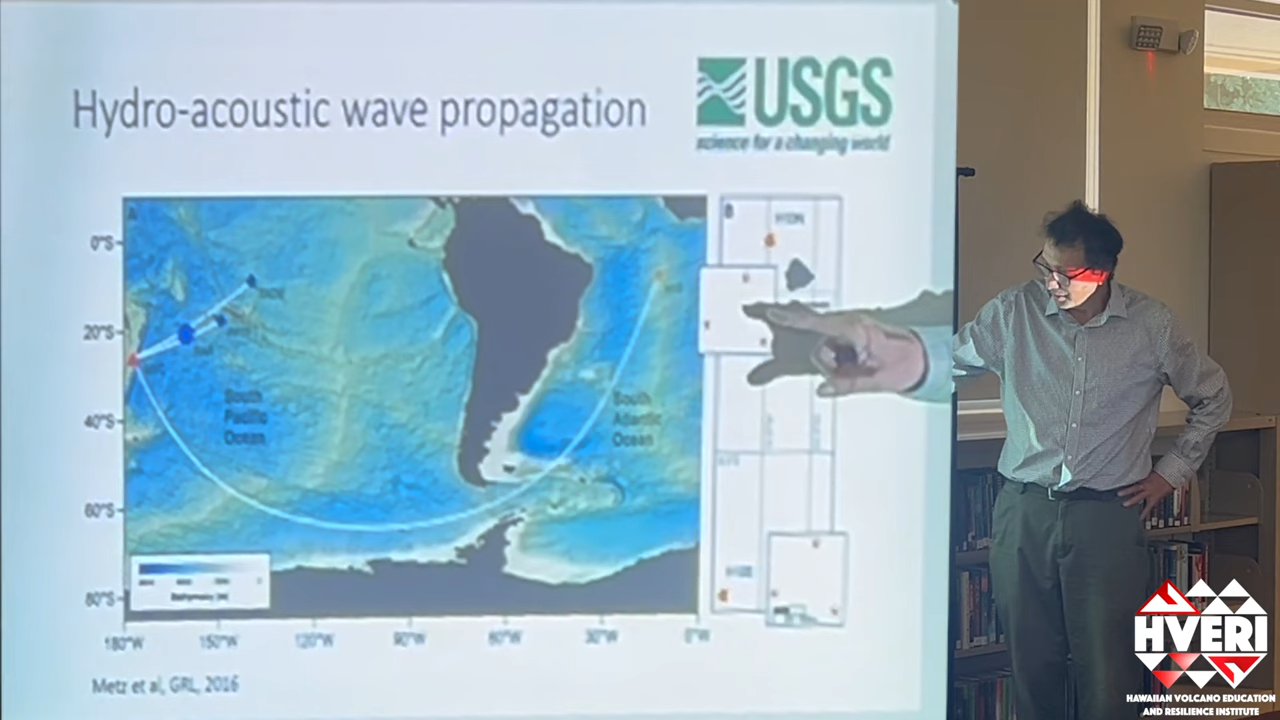 Hydro-acoustic wave propagation
USGS
science for a changing world
A
0°S
20°S
40°S
60°S
80°S
South
Pacific
Ocean
South
Atlantic
Ocean
Bathymetry (m)
180°W
150°W
120°W
90°W
60°W
30°W
0°W
B
H10N
Metz et al, GRL, 2016
HVERI
HAWAIIAN VOLCANO EDUCATION
AND RESILIENCE INSTITUTE